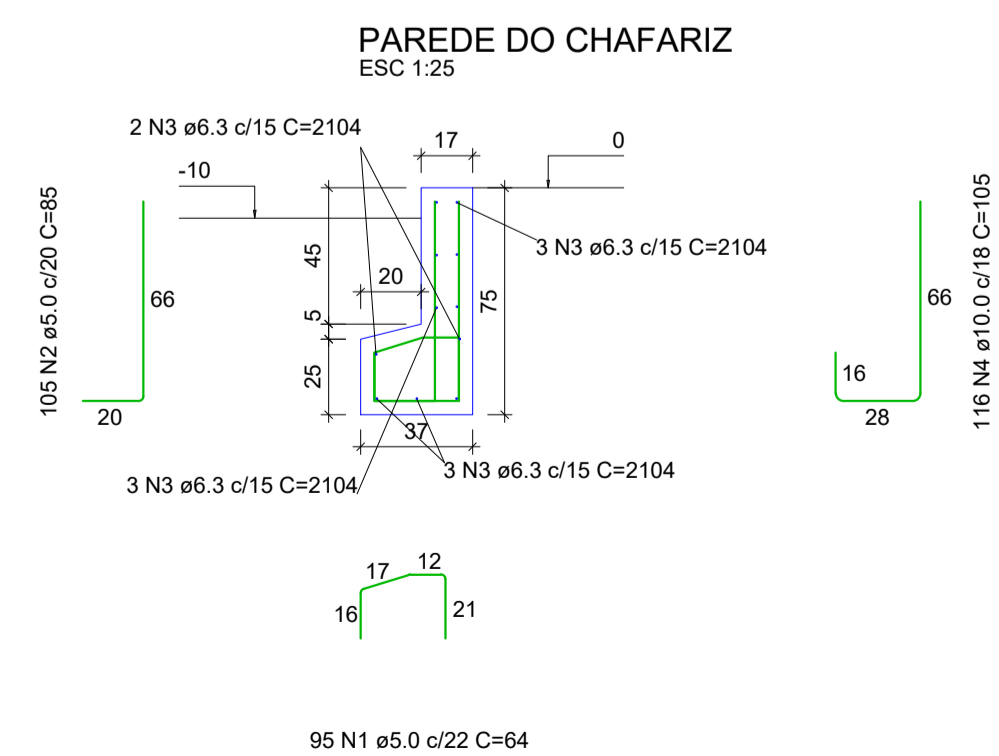 PAREDE DO CHAFARIZ
ESC 1:25
2 N3 ø6.3 c/15 C=2104
17
0
-10
105 N2 ø5.0 c/20 C=85
66
20
45
20
5
25
75
37
3 N3 ø6.3 c/15 C=2104
3 N3 ø6.3 c/15 C=2104
3 N3 ø6.3 c/15 C=2104
66
16
28
116 N4 ø10.0 c/18 C=105
17
12
16
21
95 N1 ø5.0 c/22 C=64